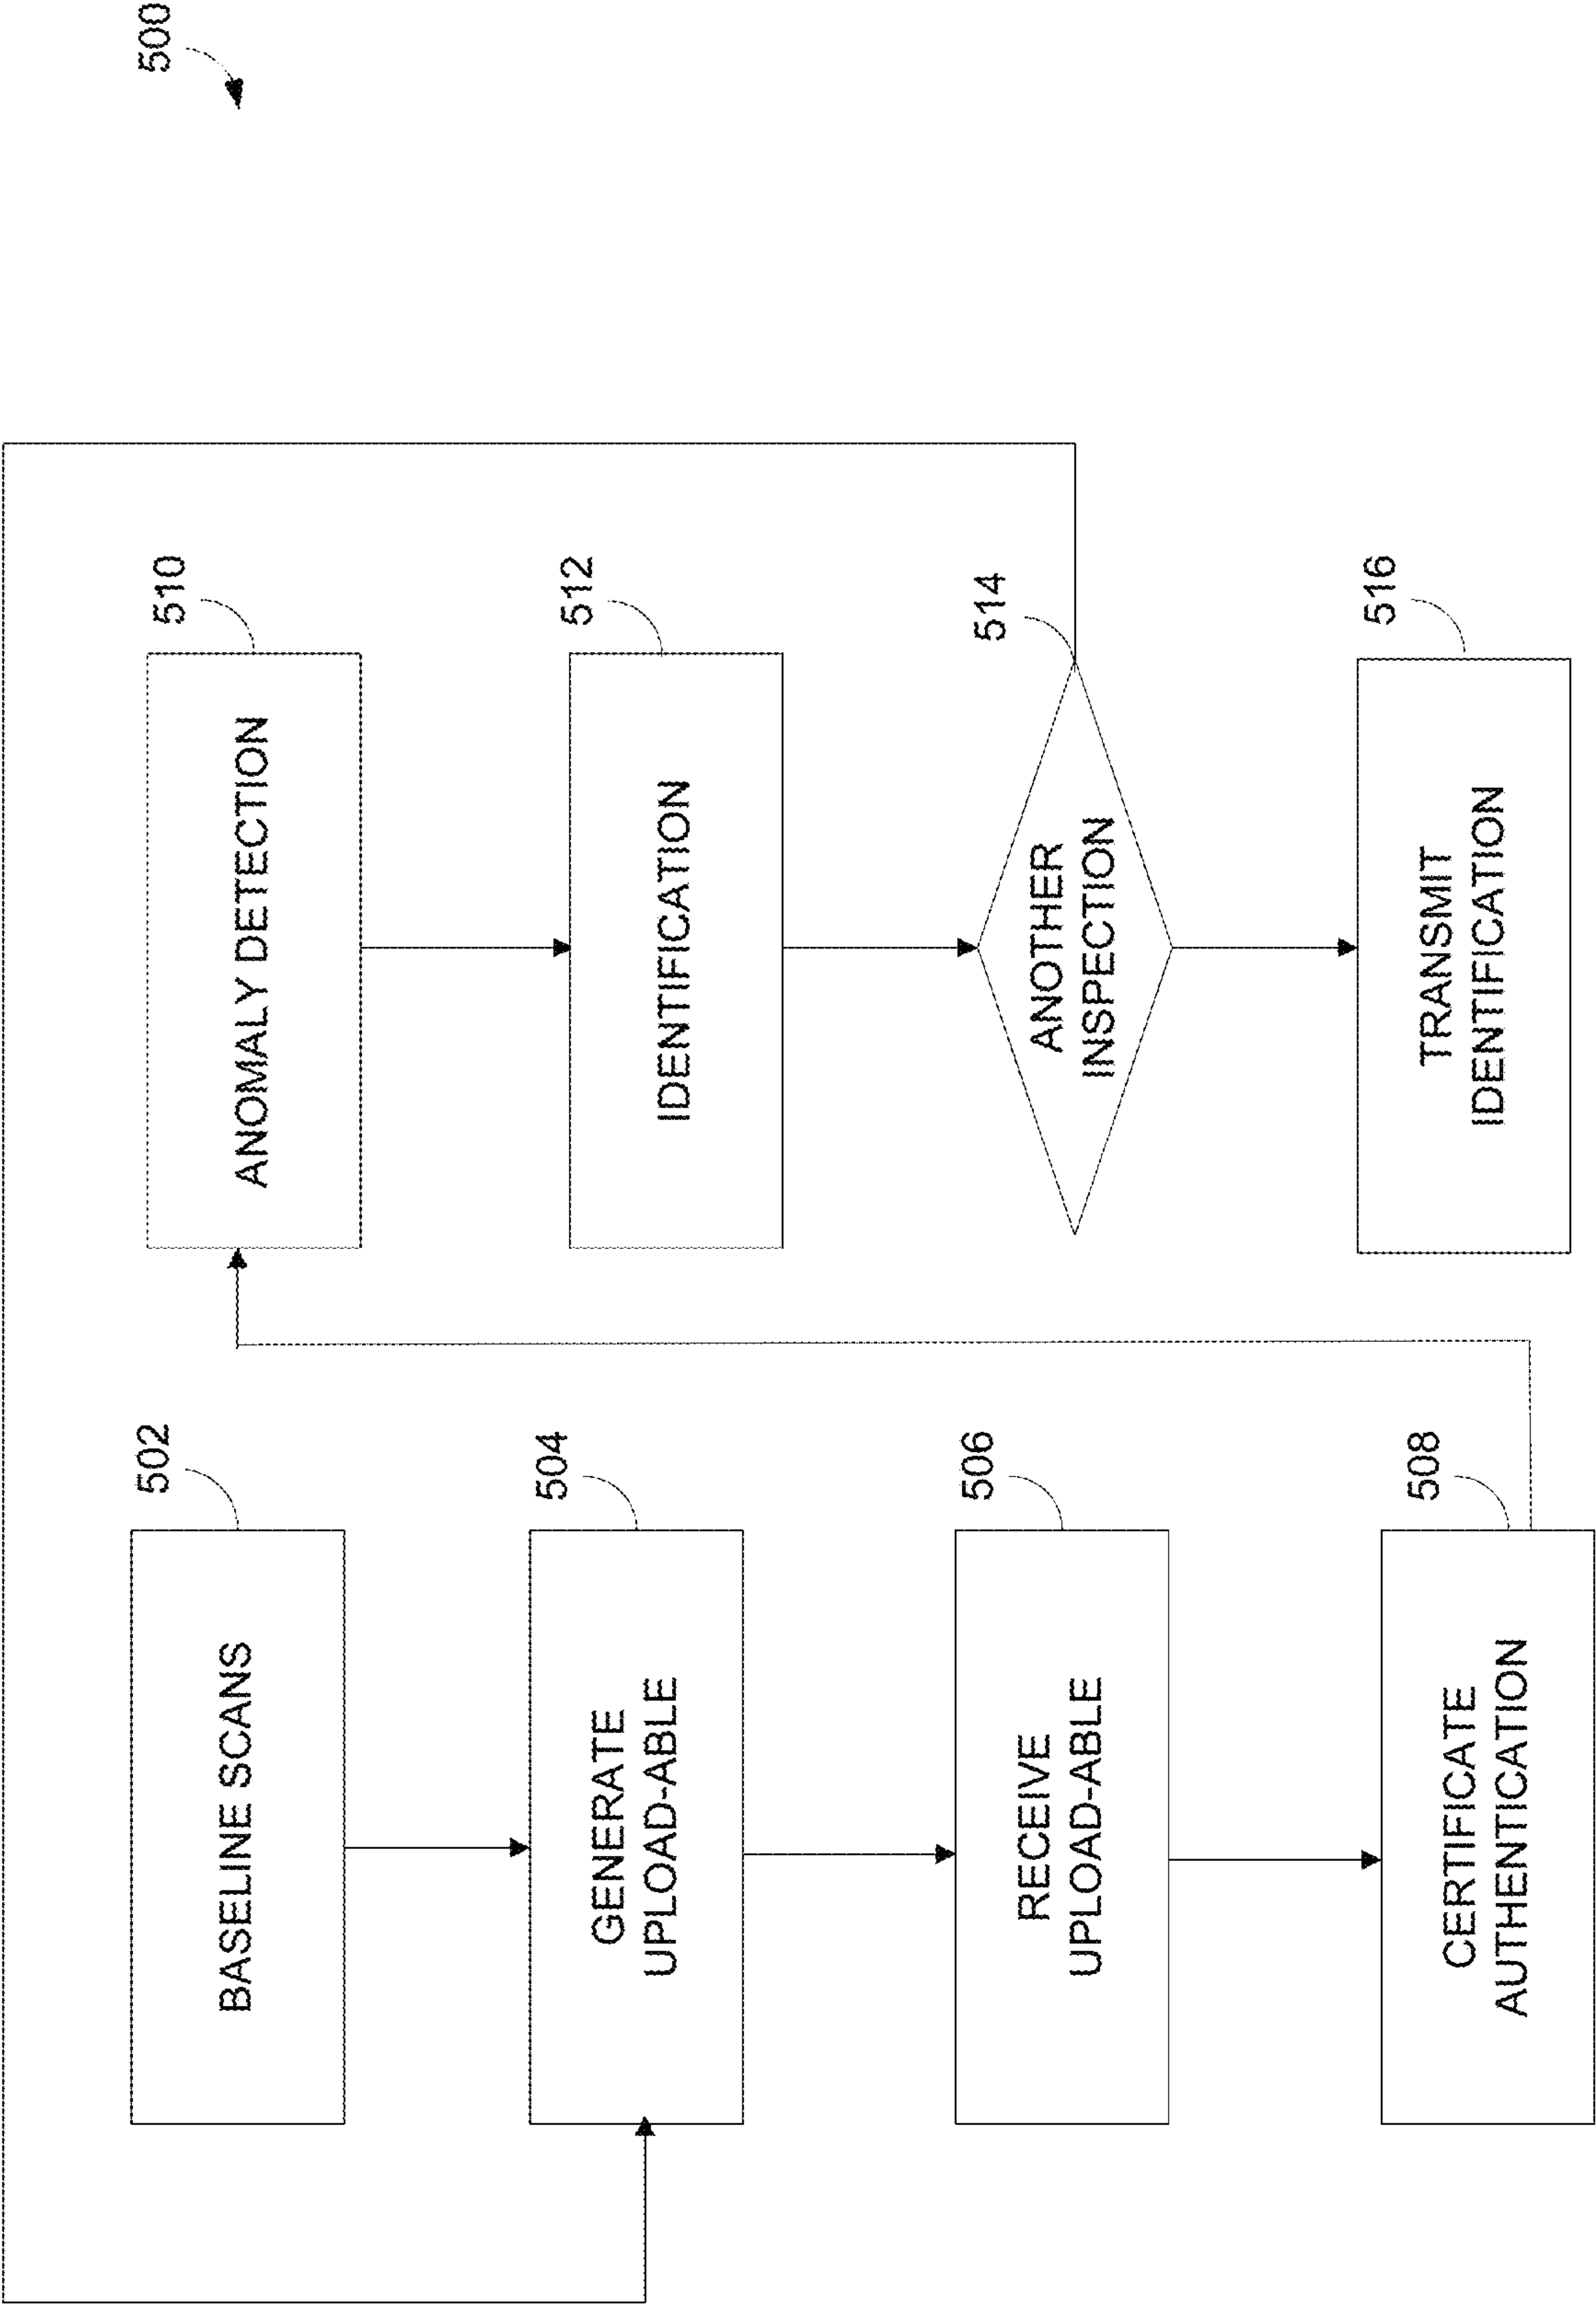 500
502
BASELINE SCANS
504
GENERATE
UPLOAD-ABLE
506
RECEIVE
UPLOAD-ABLE
508
CERTIFICATE
AUTHENTICATION
510
ANOMALY DETECTION
512
IDENTIFICATION
514
ANOTHER
INSPECTION
516
TRANSMIT
IDENTIFICATION